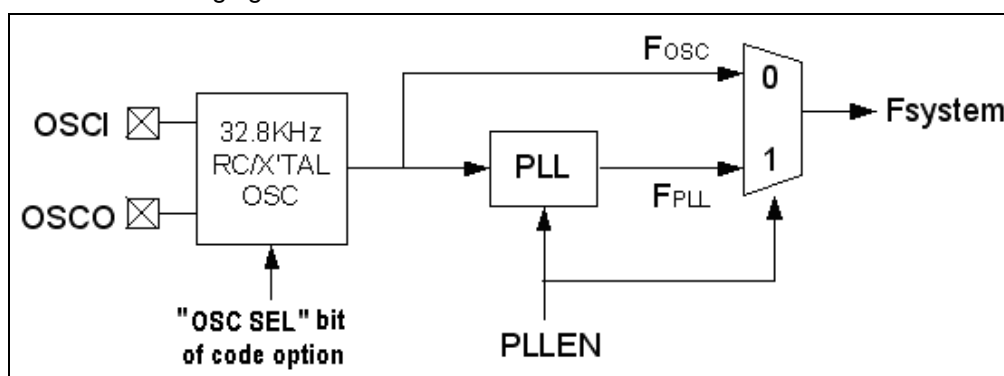 OSCI
OSCO
32.8KHz
RC/X'TAL
OSC
"OSC SEL" bit
of code option
PLL
PLLEN
FOSC
FPLL
0
1
Fsystem